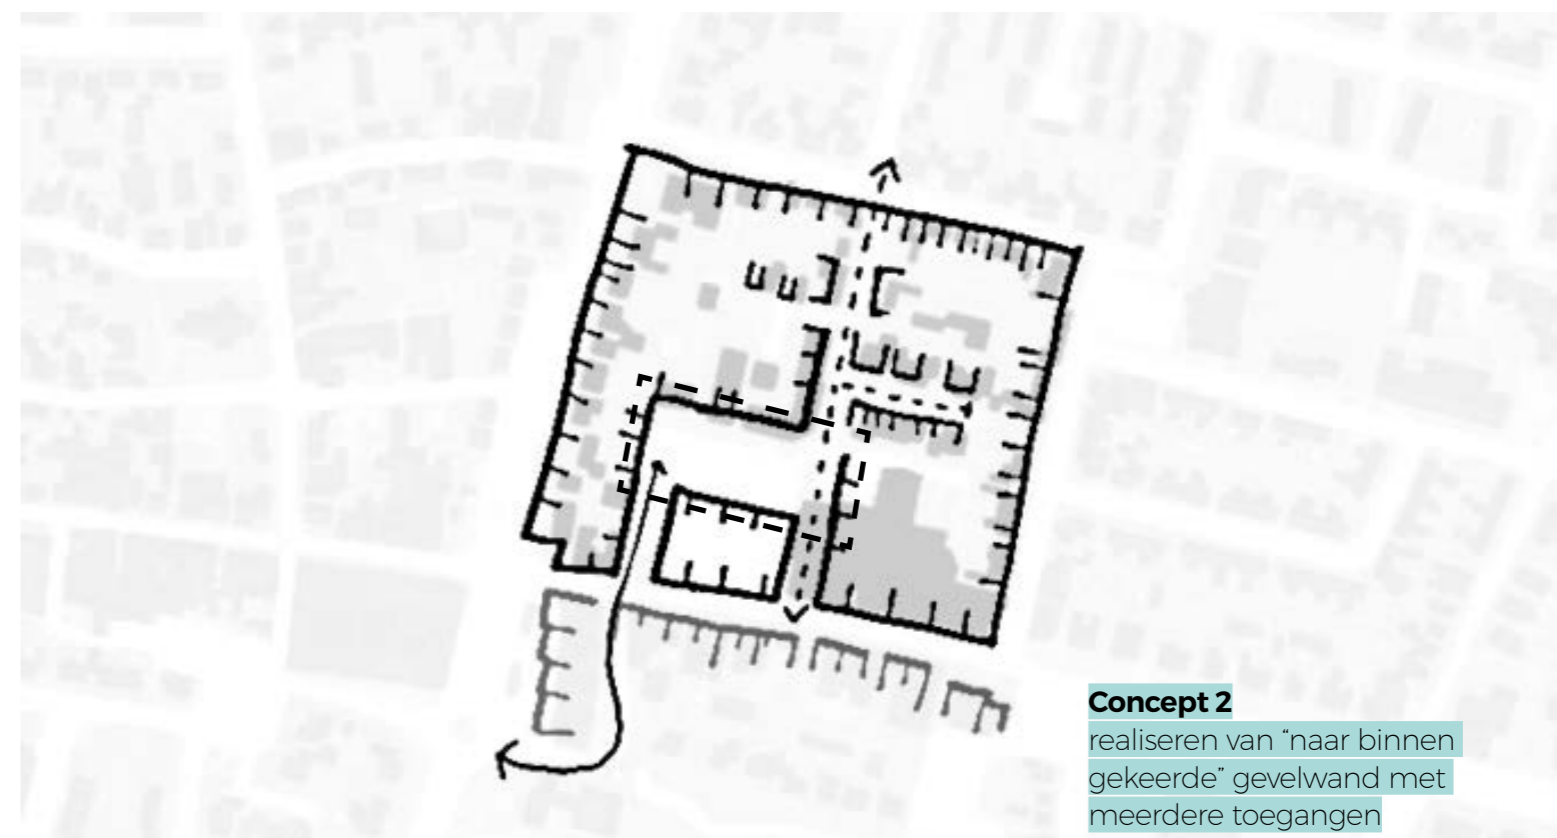 Concept 2
realiseren van “naar binnen
gekeerde” gevelwand met
meerdere toegangen